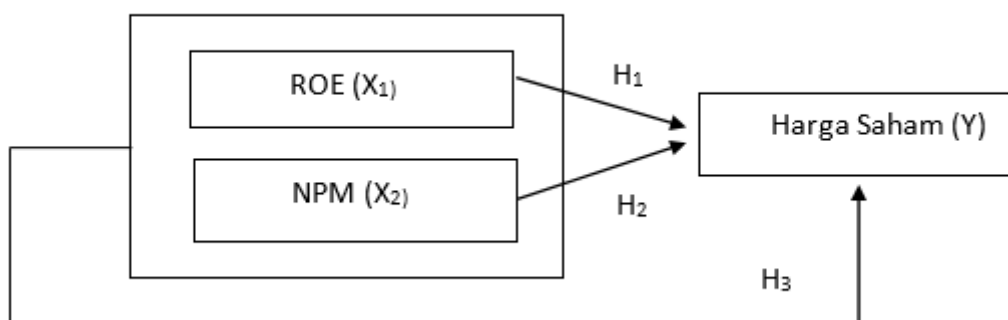 ROE (X₁)
H₁
Harga Saham (Y)
NPM (X₂)
H₂
H₃